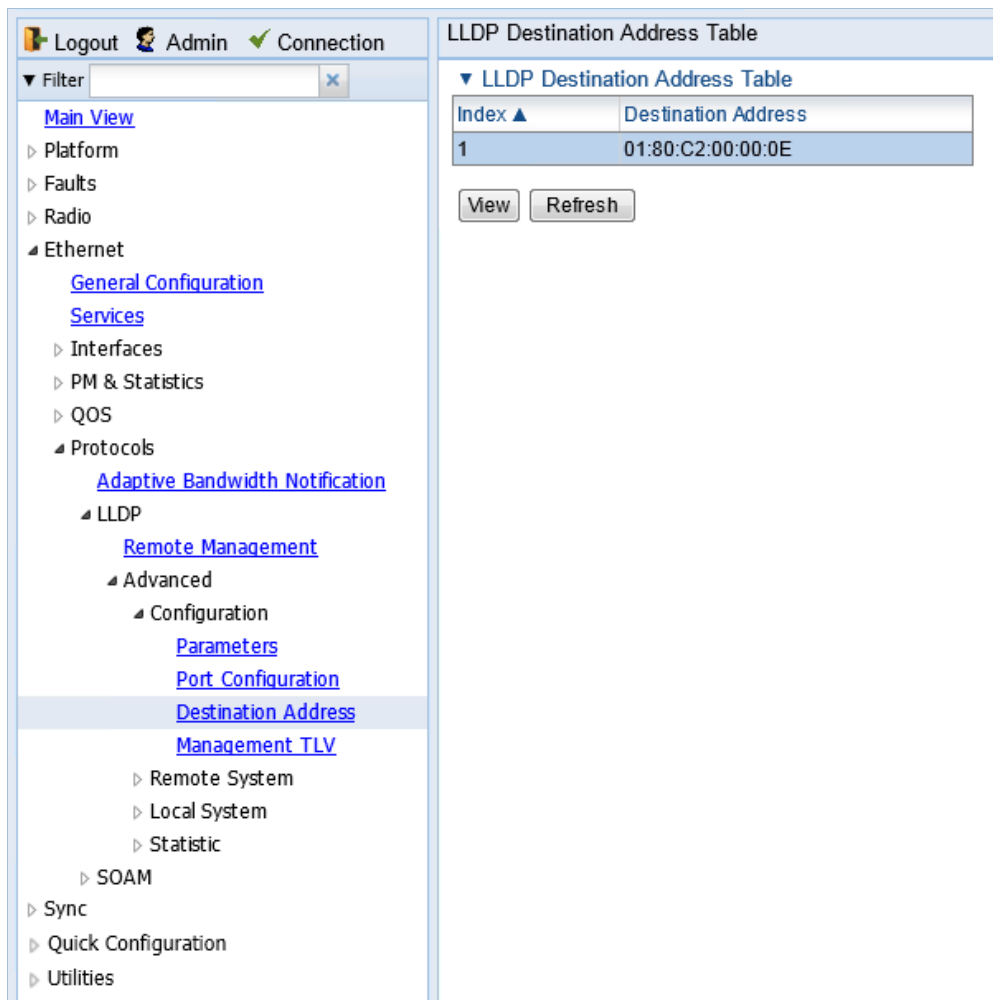 Logout Admin Connection
Filter
Main View
Platform
Faults
Radio
Ethernet
General Configuration
Services
Interfaces
PM & Statistics
QOS
Protocols
Adaptive Bandwidth Notification
LLDP
Remote Management
Advanced
Configuration
Parameters
Port Configuration
Destination Address
Management TLV
Remote System
Local System
Statistic
SOAM
Sync
Quick Configuration
Utilities
LLDP Destination Address Table
LLDP Destination Address Table
Index ▲ Destination Address
1 01:80:C2:00:00:0E
View Refresh